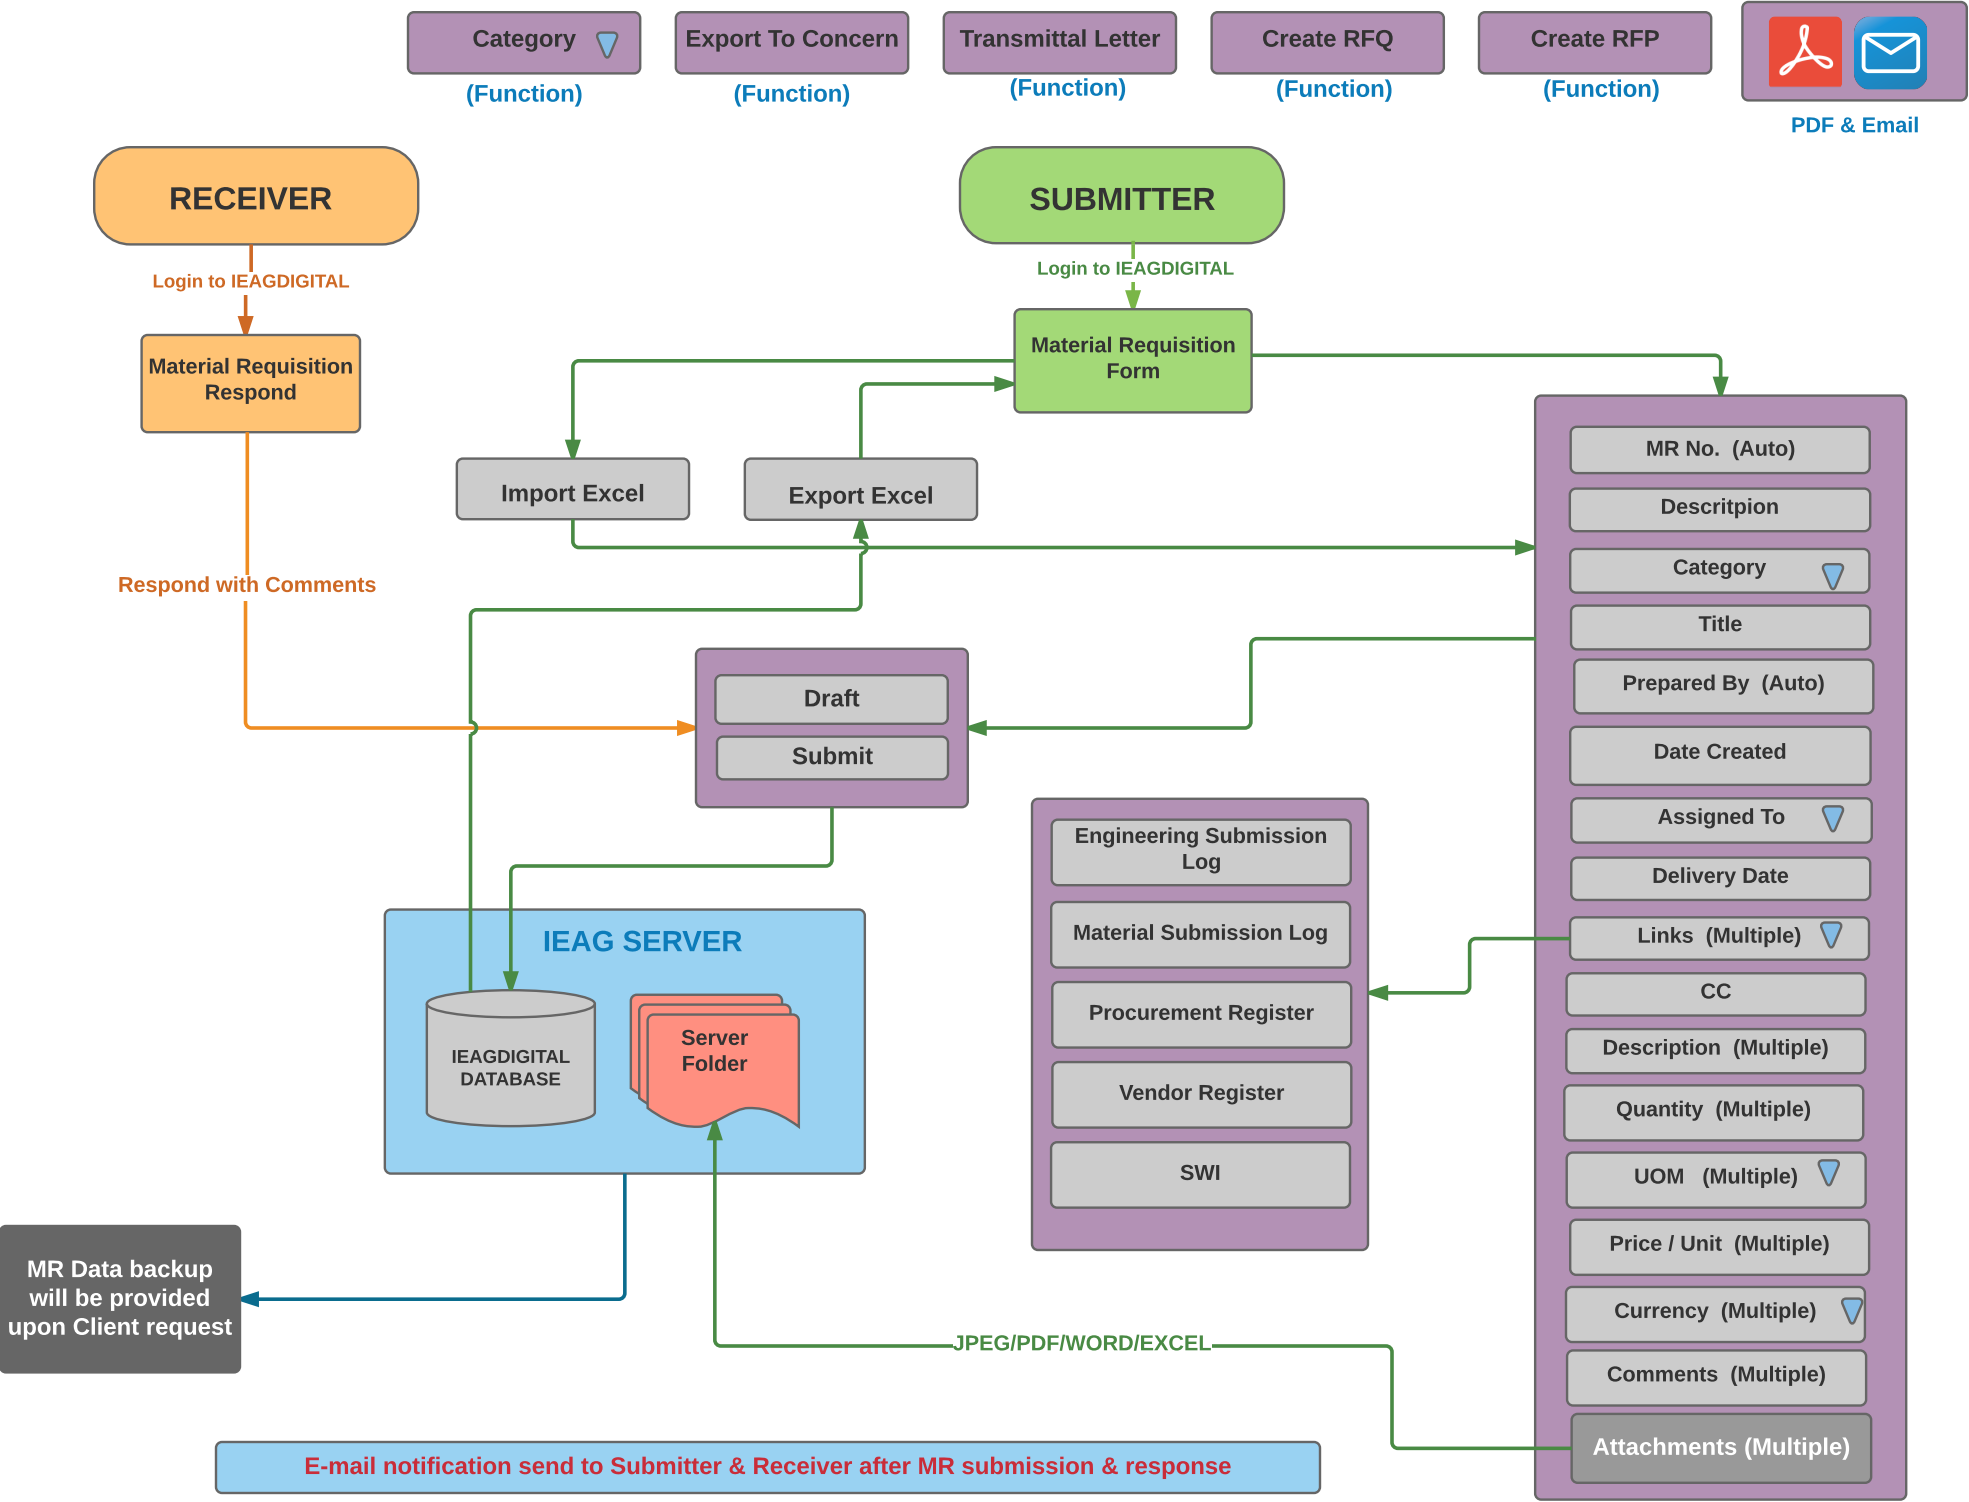 Category
Export To Concern
Transmittal Letter
Create RFQ
Create RFP
(Function)
(Function)
(Function)
(Function)
(Function)
PDF & Email
RECEIVER
SUBMITTER
Login to IEAGDIGITAL
Login to IEAGDIGITAL
Material Requisition
Respond
Material Requisition
Form
Import Excel
Export Excel
Respond with Comments
Draft
Submit
MR No.  (Auto)
Descritpion
Category
Title
Prepared By  (Auto)
Date Created
Assigned To
Delivery Date
Links  (Multiple)
CC
Description  (Multiple)
Quantity  (Multiple)
UOM   (Multiple)
Price / Unit  (Multiple)
Currency  (Multiple)
Comments  (Multiple)
Attachments (Multiple)
Engineering Submission
Log
Material Submission Log
Procurement Register
Vendor Register
SWI
IEAG SERVER
IEAGDIGITAL
DATABASE
Server
Folder
MR Data backup
will be provided
upon Client request
JPEG/PDF/WORD/EXCEL
E-mail notification send to Submitter & Receiver after MR submission & response